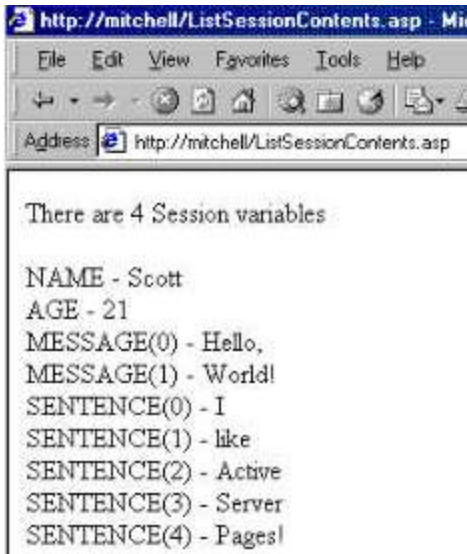 http://mitchell/ListSessionContents.asp - Mi
File Edit View Favorites Tools Help
Address http://mitchell/ListSessionContents.asp
There are 4 Session variables
NAME - Scott
AGE - 21
MESSAGE(0) - Hello,
MESSAGE(1) - World!
SENTENCE(0) - I
SENTENCE(1) - like
SENTENCE(2) - Active
SENTENCE(3) - Server
SENTENCE(4) - Pages!